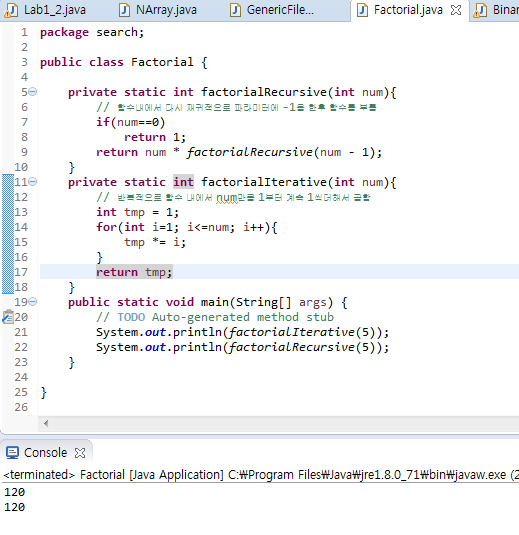 Lab1_2.java NArray.java GenericFile... Factorial.java Binar
1 package search;
2
3 public class Factorial {
4
5 private static int factorialRecursive(int num){
6 // 함수내에서 다시 재귀적으로 파라미터에 -1을 한후 함수를 부름
7 if(num==0)
8 return 1;
9 return num * factorialRecursive(num - 1);
10 }
11 private static int factorialIterative(int num){
12 // 반복적으로 함수 내에서 num만큼 1부터 계속 1씩더해서 곱함
13 int tmp = 1;
14 for(int i=1; i<=num; i++){
15 tmp *= i;
16 }
17 return tmp;
18 }
19 public static void main(String[] args) {
20 // TODO Auto-generated method stub
21 System.out.println(factorialIterative(5));
22 System.out.println(factorialRecursive(5));
23 }
24
25 }
26
Console
<terminated> Factorial [Java Application] C:₩Program Files₩Java₩jre1.8.0_71₩bin₩javaw.exe (2
120
120